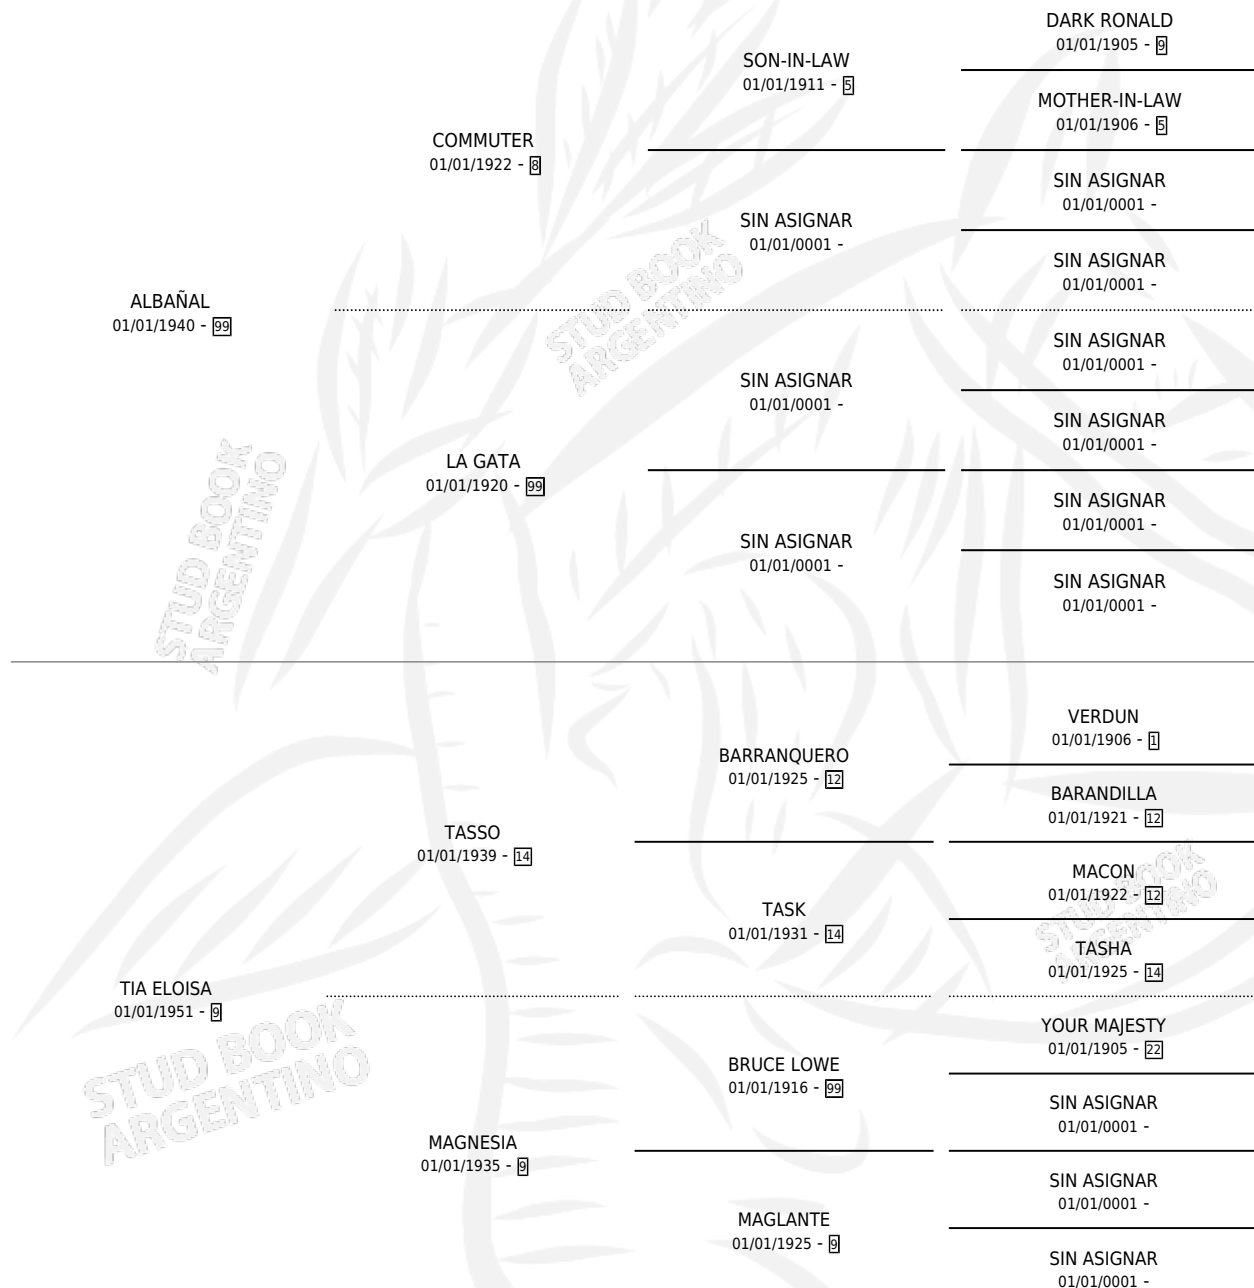 DARK RONALD
01/01/1905 - 9
SON-IN-LAW
01/01/1911 - 5
MOTHER-IN-LAW
01/01/1906 - 5
COMMUTER
01/01/1922 - 8
SIN ASIGNAR
01/01/0001 -
SIN ASIGNAR
01/01/0001 -
SIN ASIGNAR
01/01/0001 -
ALBAÑAL
01/01/1940 - 99
SIN ASIGNAR
01/01/0001 -
SIN ASIGNAR
01/01/0001 -
SIN ASIGNAR
01/01/0001 -
LA GATA
01/01/1920 - 99
SIN ASIGNAR
01/01/0001 -
SIN ASIGNAR
01/01/0001 -
SIN ASIGNAR
01/01/0001 -
STUD BOOK
ARGENTINO
STUD BOOK
ARGENTINO
VERDUN
01/01/1906 - 1
BARRANQUERO
01/01/1925 - 12
BARANDILLA
01/01/1921 - 12
TASSO
01/01/1939 - 14
MACON
01/01/1922 - 12
TASK
01/01/1931 - 14
TASHA
01/01/1925 - 14
STUD BOOK
ARGENTINO
TIA ELOISA
01/01/1951 - 9
YOUR MAJESTY
01/01/1905 - 22
BRUCE LOWE
01/01/1916 - 99
SIN ASIGNAR
01/01/0001 -
STUD BOOK
ARGENTINO
MAGNESIA
01/01/1935 - 9
SIN ASIGNAR
01/01/0001 -
MAGLANTE
01/01/1925 - 9
SIN ASIGNAR
01/01/0001 -